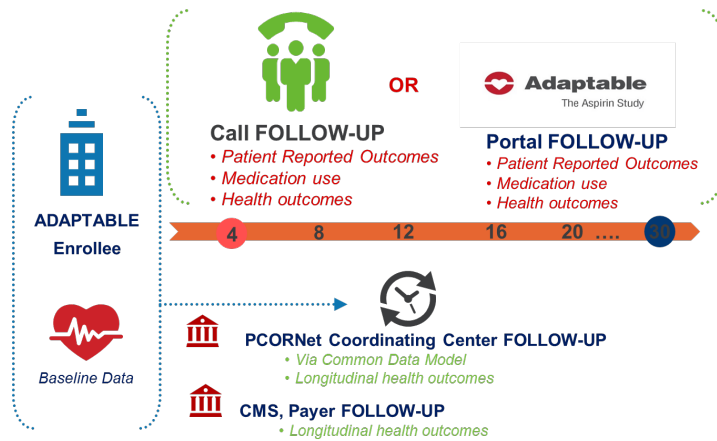 OR
Adaptable
The Aspirin Study
Call FOLLOW-UP
• Patient Reported Outcomes
• Medication use
• Health outcomes
Portal FOLLOW-UP
• Patient Reported Outcomes
• Medication use
• Health outcomes
ADAPTABLE
Enrollee
4 8 12 16 20 .... 30
Baseline Data
PCORNet Coordinating Center FOLLOW-UP
• Via Common Data Model
• Longitudinal health outcomes
CMS, Payer FOLLOW-UP
• Longitudinal health outcomes